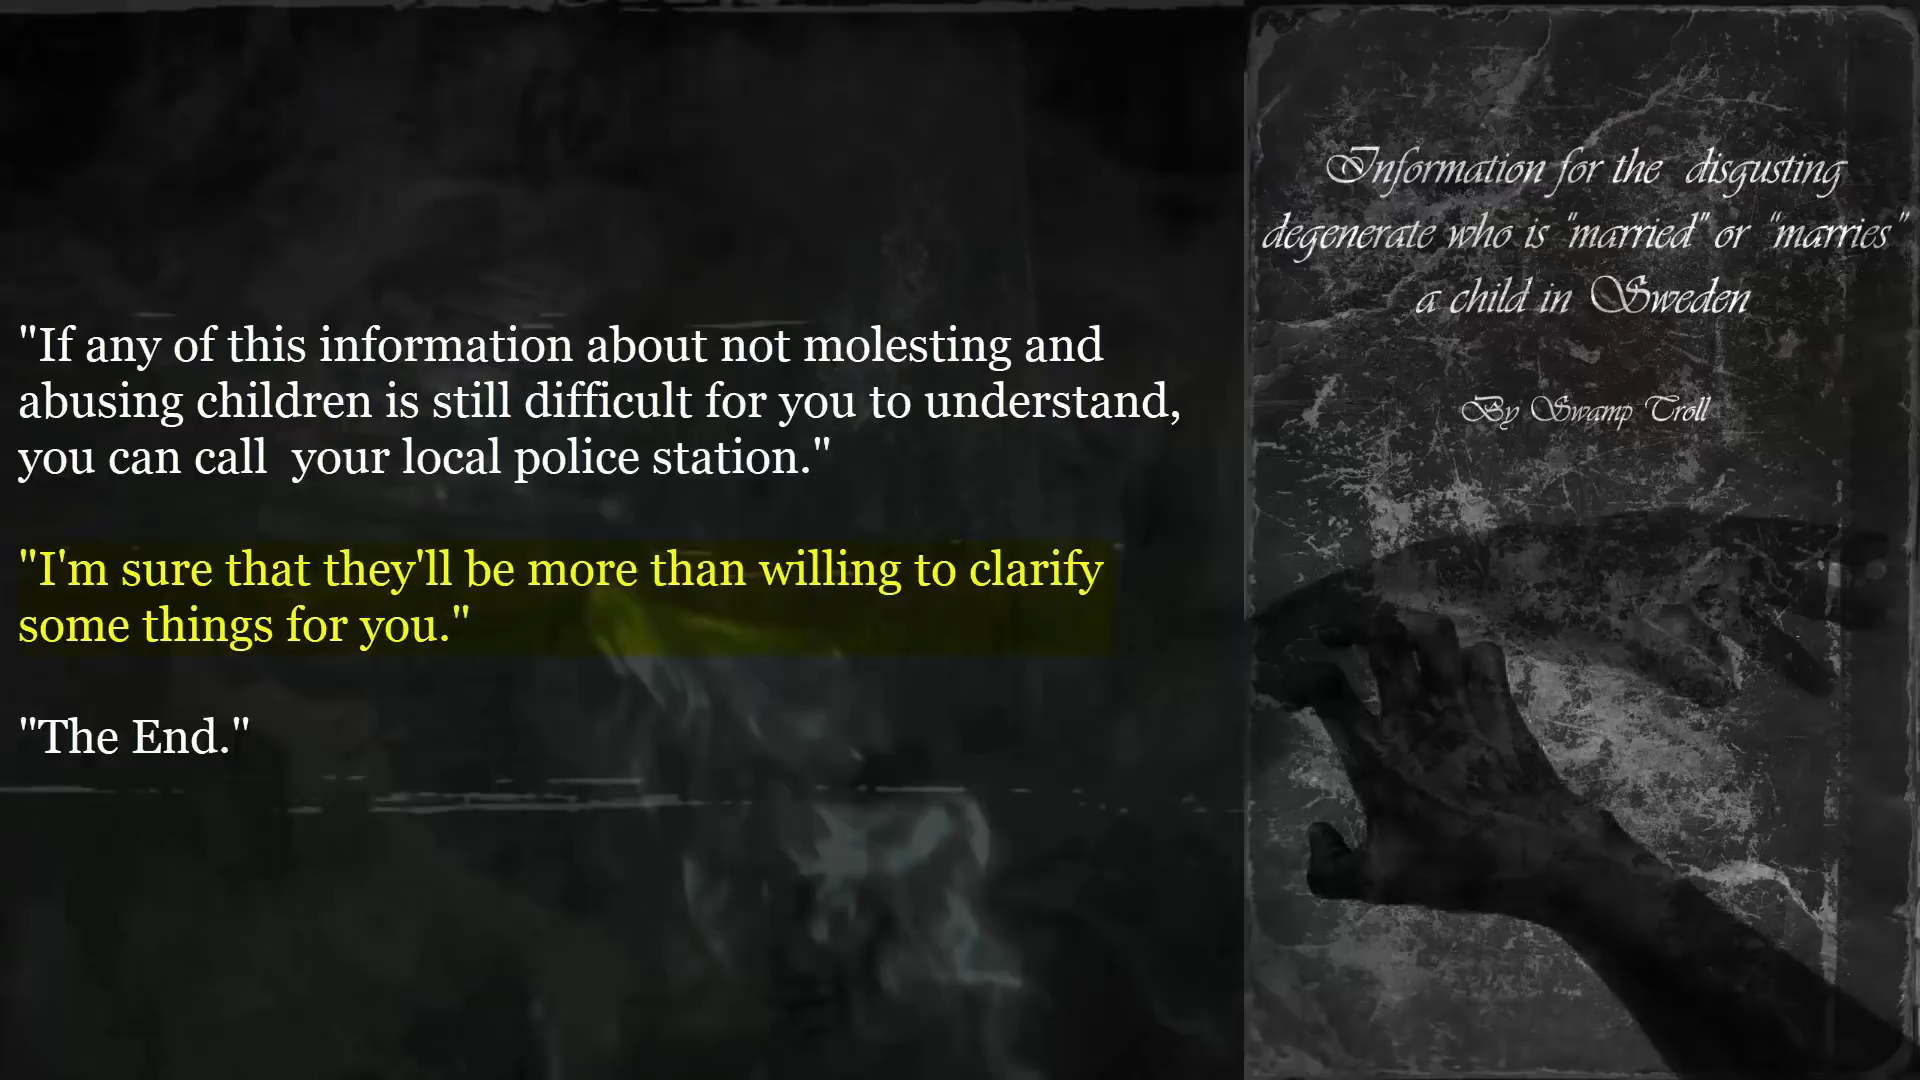 "If any of this information about not molesting and
abusing children is still difficult for you to understand,
you can call  your local police station."
"I'm sure that they'll be more than willing to clarify
some things for you."
"The End."
Information for the  disgusting
degenerate who is "married" or "marries"
a child in Sweden
By Swamp Troll